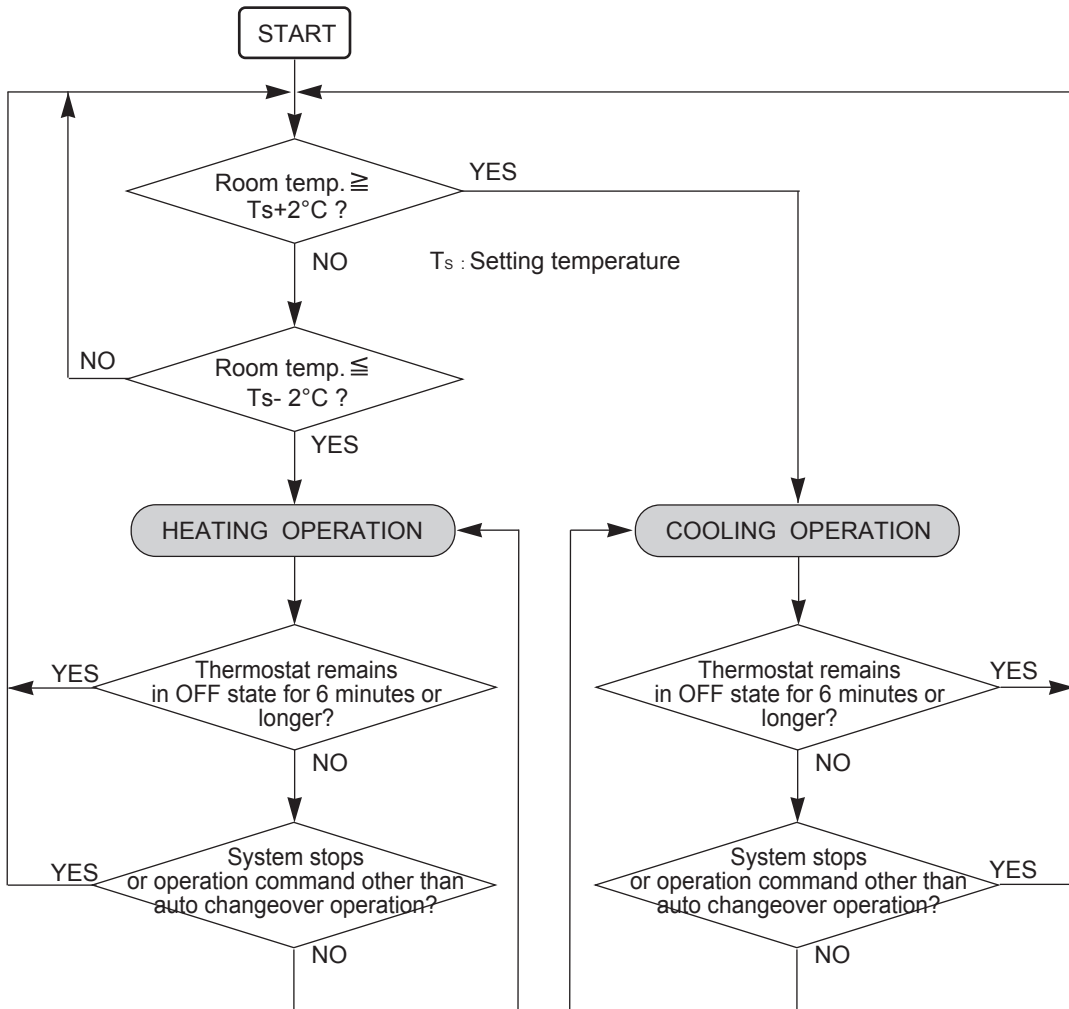 START
Room temp. ≧
Ts+2°C ?
YES
NO
Ts : Setting temperature
Room temp. ≦
Ts- 2°C ?
NO
YES
HEATING OPERATION
COOLING OPERATION
Thermostat remains
in OFF state for 6 minutes or
longer?
YES
NO
Thermostat remains
in OFF state for 6 minutes or
longer?
YES
NO
System stops
or operation command other than
auto changeover operation?
YES
NO
System stops
or operation command other than
auto changeover operation?
YES
NO